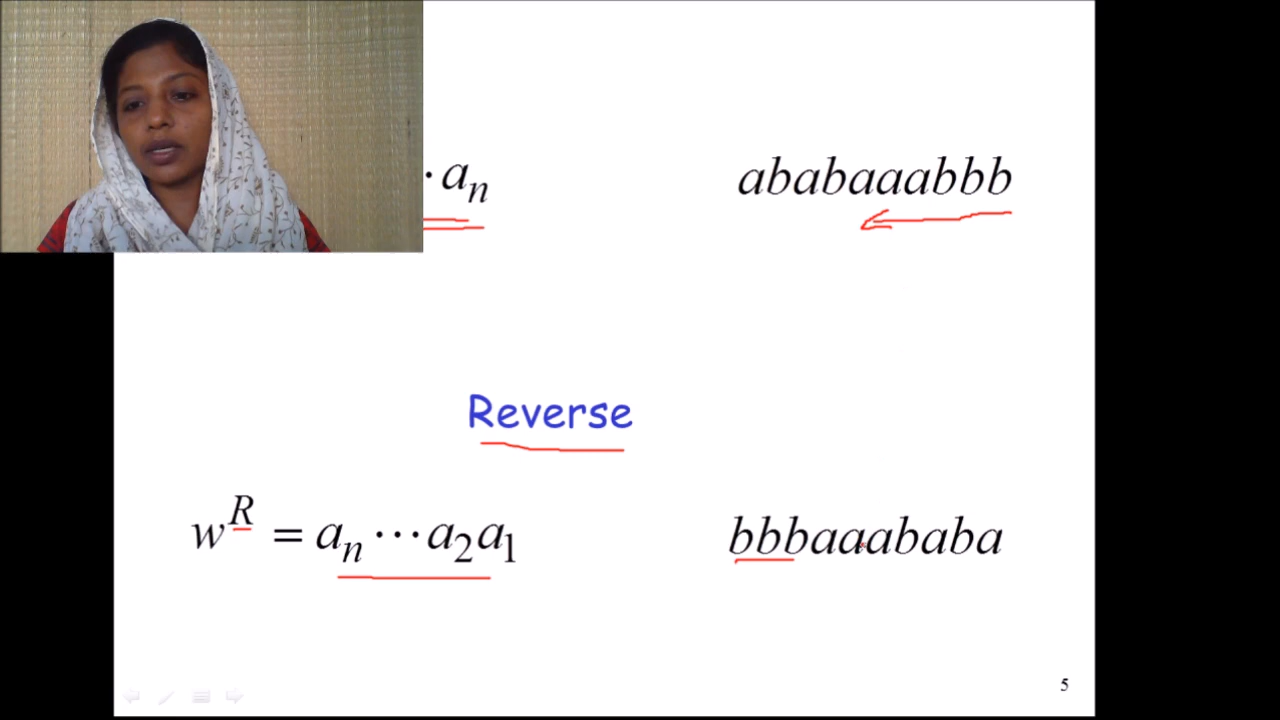 · aₙ
ababaaabbb
Reverse
wᴿ = aₙ ⋯ a₂a₁
bbbaaababa
5